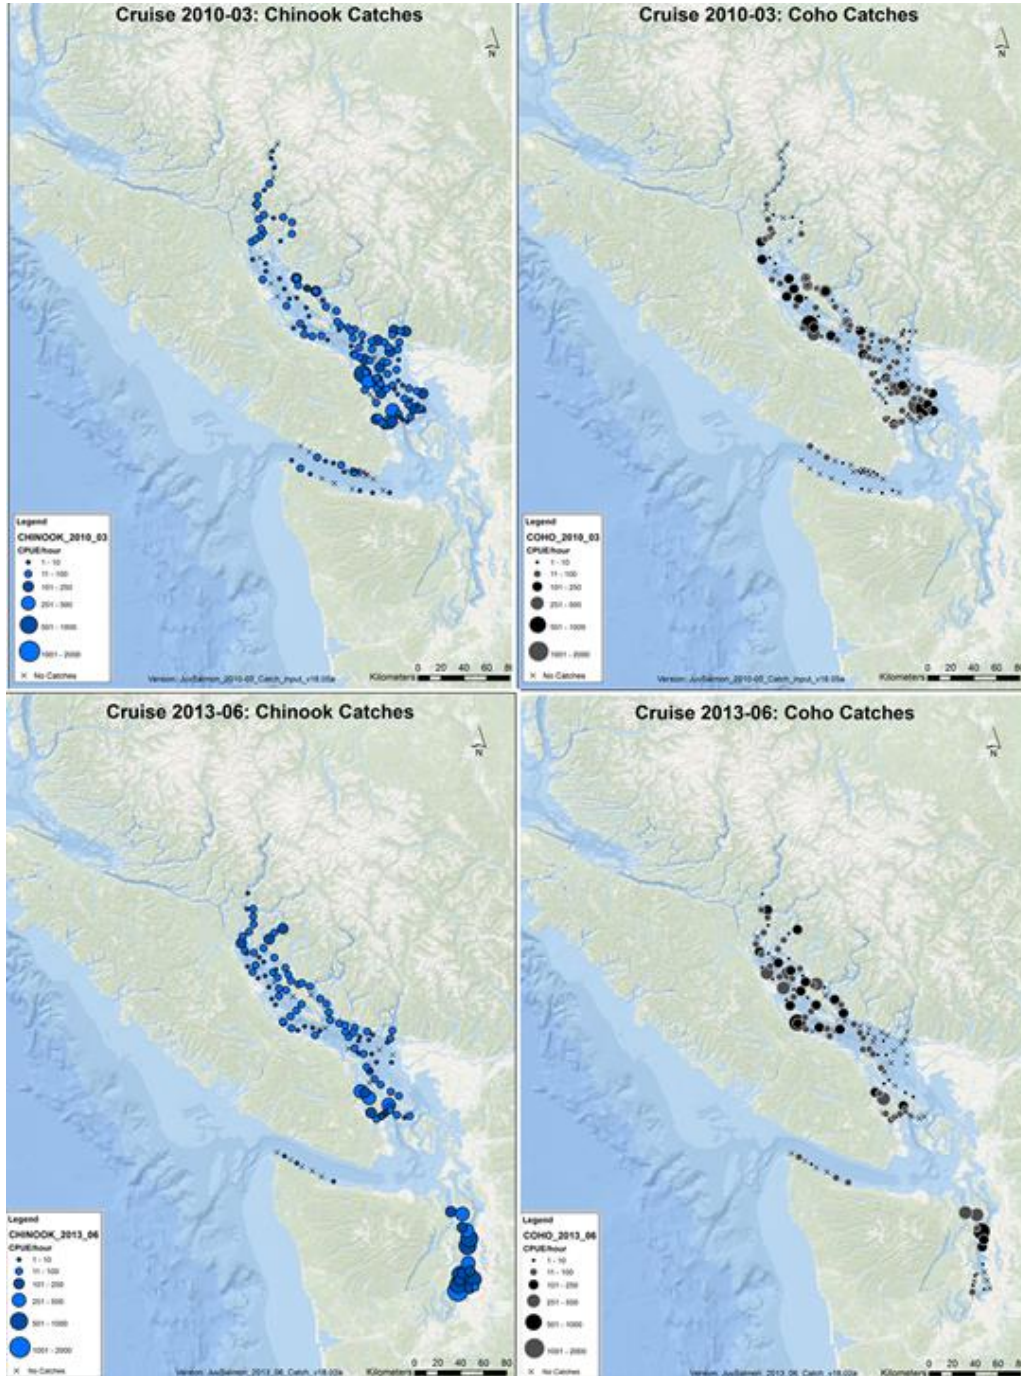 Cruise 2010-03: Chinook Catches
N
Legend
CHINOOK_2010_03
CPUE/hour
1 - 10
11 - 100
101 - 250
251 - 500
501 - 1000
1001 - 2000
No Catches
Kilometers
0 20 40 60 80
Cruise 2010-03: Coho Catches
N
Legend
COHO_2010_03
CPUE/hour
1 - 10
11 - 100
101 - 250
251 - 500
501 - 1000
1001 - 2000
No Catches
Kilometers
0 20 40 60 80
Cruise 2013-06: Chinook Catches
N
Legend
CHINOOK_2013_06
CPUE/hour
1 - 10
11 - 100
101 - 250
251 - 500
501 - 1000
1001 - 2000
No Catches
Kilometers
0 20 40 60 80
Cruise 2013-06: Coho Catches
N
Legend
COHO_2013_06
CPUE/hour
1 - 10
11 - 100
101 - 250
251 - 500
501 - 1000
1001 - 2000
No Catches
Kilometers
0 20 40 60 80